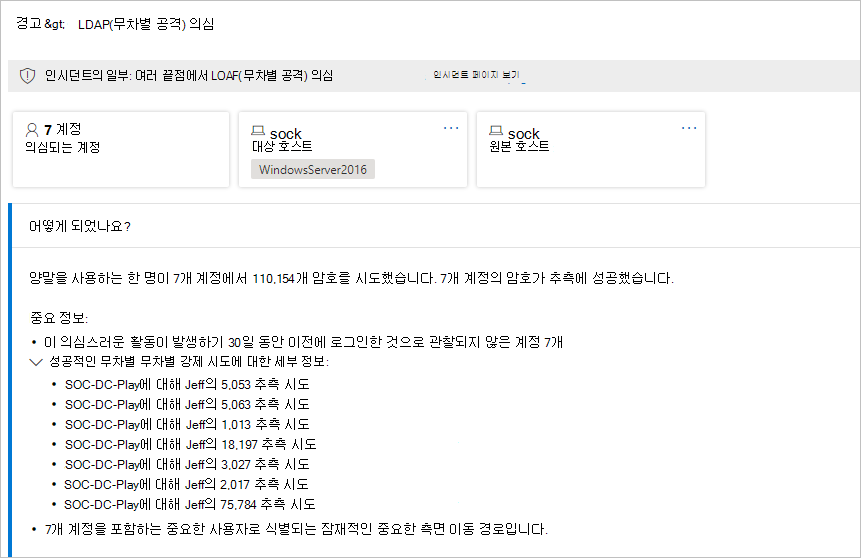 경고 &gt; LDAP(무차별 공격) 의심
인시던트의 일부: 여러 끝점에서 LOAF(무차별 공격) 의심
인시던트 페이지 보기
7 계정
의심되는 계정
sock
대상 호스트
WindowsServer2016
sock
원본 호스트
어떻게 되었나요?
양말을 사용하는 한 명이 7개 계정에서 110,154개 암호를 시도했습니다. 7개 계정의 암호가 추측에 성공했습니다.
중요 정보:
• 이 의심스러운 활동이 발생하기 30일 동안 이전에 로그인한 것으로 관찰되지 않은 계정 7개
성공적인 무차별 무차별 강제 시도에 대한 세부 정보:
• SOC-DC-Play에 대해 Jeff의 5,053 추측 시도
• SOC-DC-Play에 대해 Jeff의 5,063 추측 시도
• SOC-DC-Play에 대해 Jeff의 1,013 추측 시도
• SOC-DC-Play에 대해 Jeff의 18,197 추측 시도
• SOC-DC-Play에 대해 Jeff의 3,027 추측 시도
• SOC-DC-Play에 대해 Jeff의 2,017 추측 시도
• SOC-DC-Play에 대해 Jeff의 75,784 추측 시도
• 7개 계정을 포함하는 중요한 사용자로 식별되는 잠재적인 중요한 측면 이동 경로입니다.